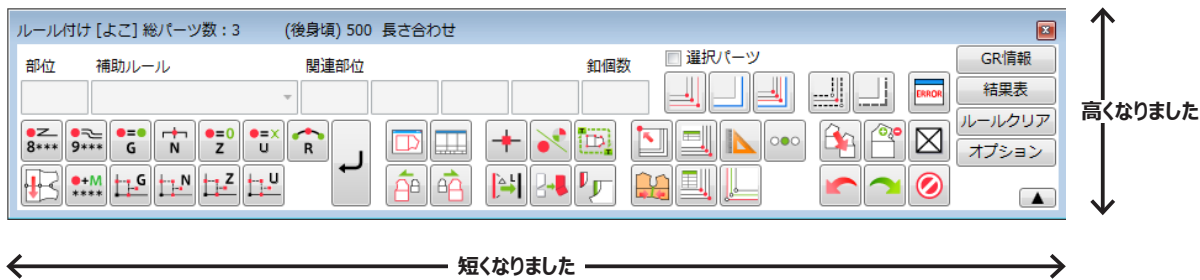 ルール付け [よこ] 総パーツ数 : 3 (後身頃) 500 長さ合わせ
部位 補助ルール 関連部位 釦個数 選択パーツ
GR情報
ERROR
結果表
ルールクリア
オプション
8*** 9*** G N Z U R
=0 =X
+M **** G N Z U
L
▲
高くなりました
短くなりました